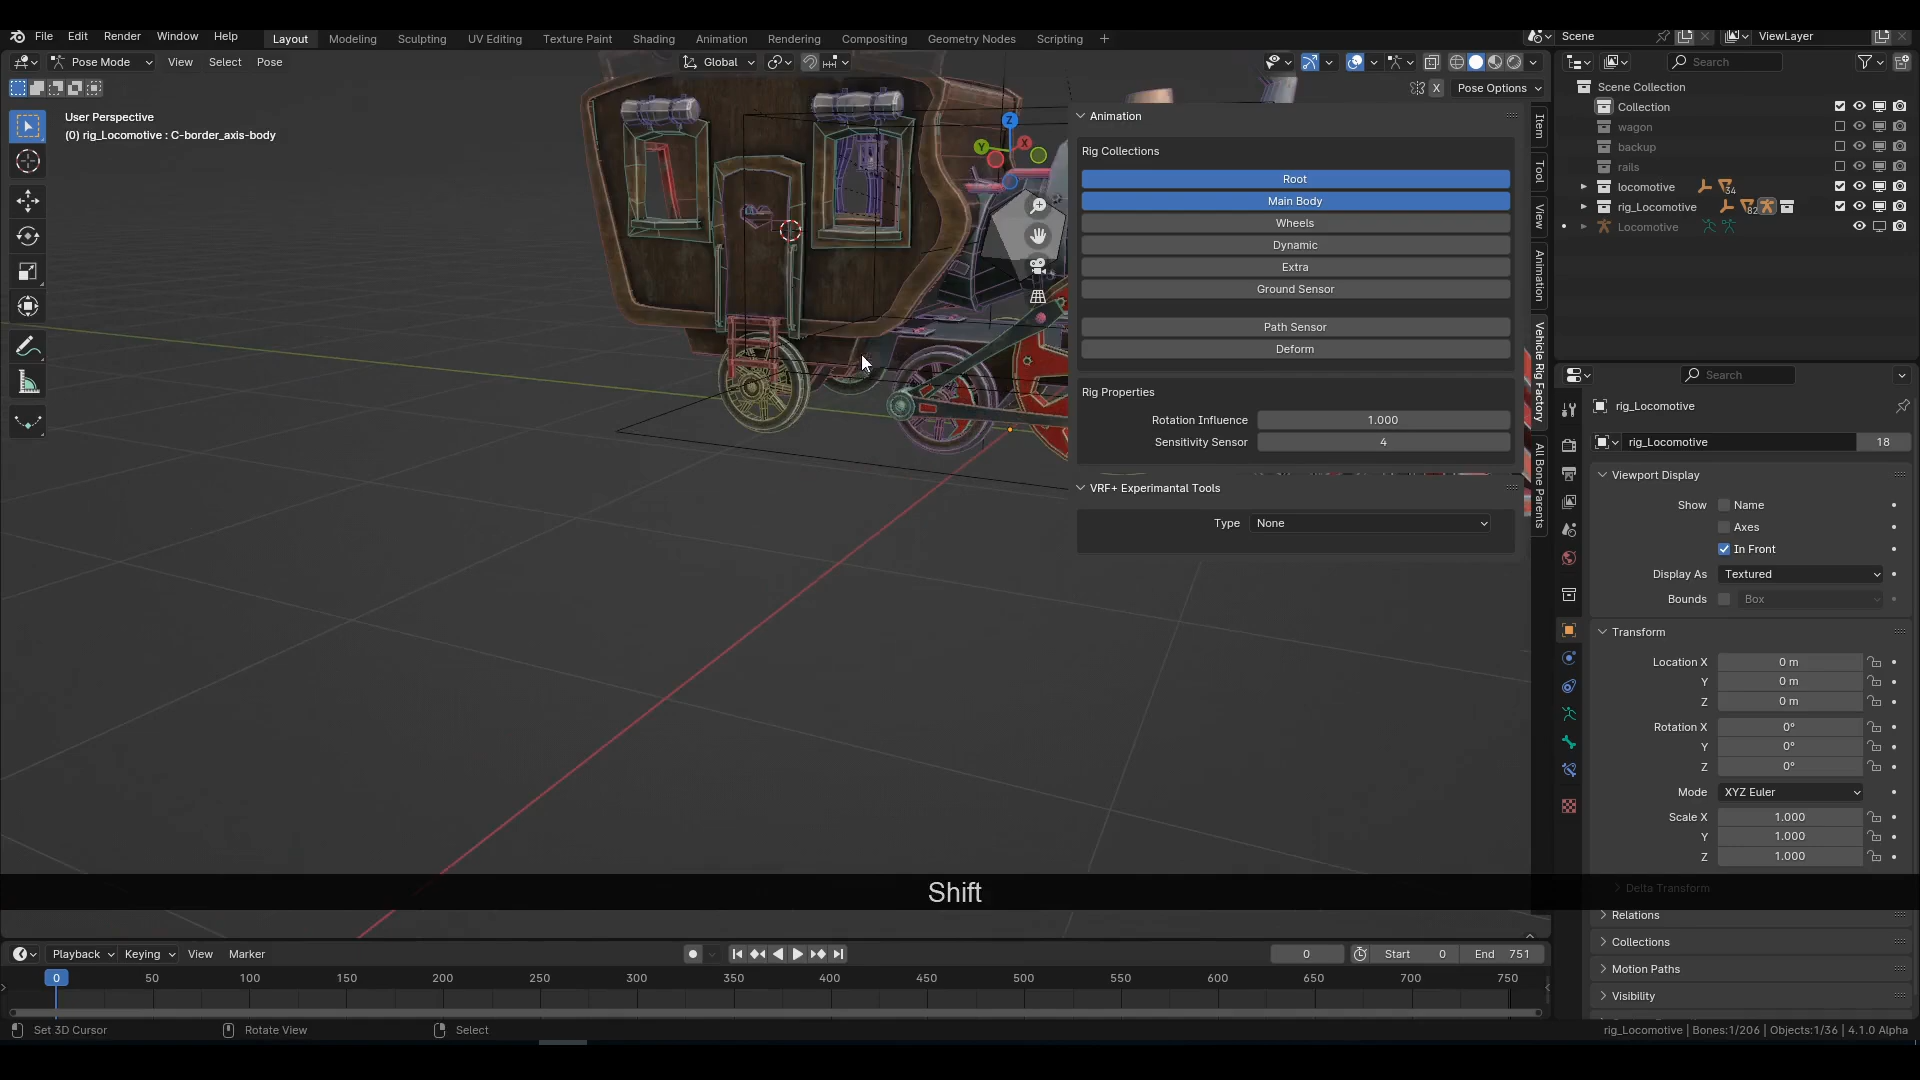 File Edit Render Window Help Layout Modeling Sculpting UV Editing Texture Paint Shading Animation Rendering Compositing Geometry Nodes Scripting + Scene ViewLayer
Pose Mode View Select Pose Global Search
X Pose Options
User Perspective
(0) rig_Locomotive : C-border_axis-body
Z
Y
X
Animation
Rig Collections
Root
Main Body
Wheels
Dynamic
Extra
Ground Sensor
Path Sensor
Deform
Rig Properties
Rotation Influence 1.000
Sensitivity Sensor 4
VRF+ Experimantal Tools
Type None
Item
Tool
View
Animation
Vehicle Rig Factory
All Bone Parents
Scene Collection
Collection
wagon
backup
rails
locomotive 34
rig_Locomotive 82
Locomotive
Search
rig_Locomotive
rig_Locomotive 18
Viewport Display
Show Name
Axes
In Front
Display As Textured
Bounds Box
Transform
Location X 0 m
Y 0 m
Z 0 m
Rotation X 0°
Y 0°
Z 0°
Mode XYZ Euler
Scale X 1.000
Y 1.000
Z 1.000
Delta Transform
Relations
Collections
Motion Paths
Visibility
Shift
Playback Keying View Marker 0 Start 0 End 751
0 50 100 150 200 250 300 350 400 450 500 550 600 650 700 750
Set 3D Cursor Rotate View Select rig_Locomotive | Bones:1/206 | Objects:1/36 | 4.1.0 Alpha